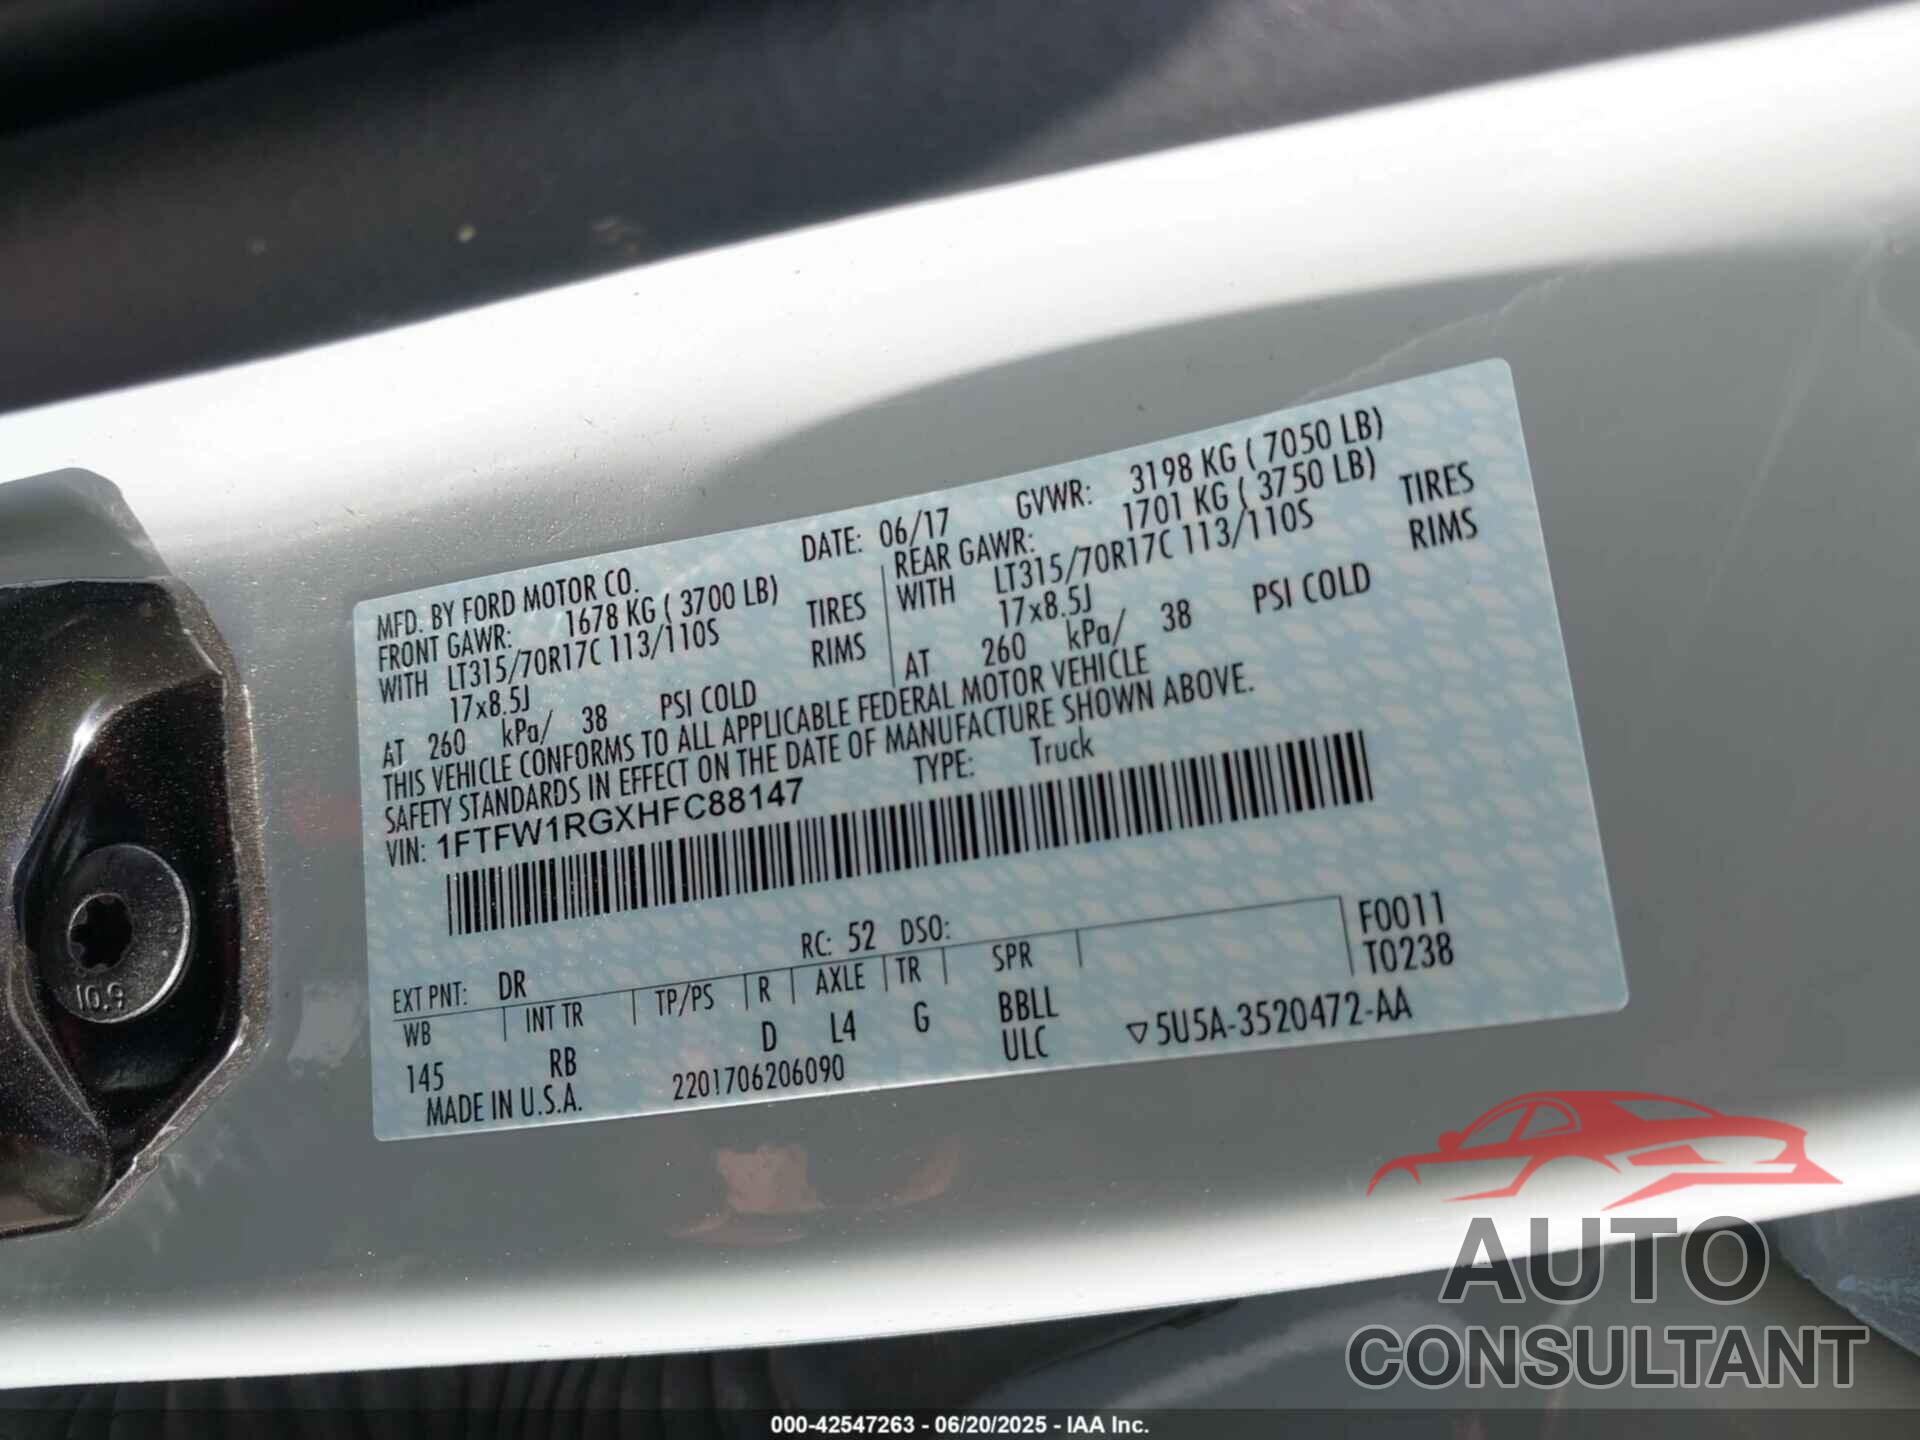 MFD. BY FORD MOTOR CO. DATE: 06/17 GVWR: 3198 KG ( 7050 LB)
FRONT GAWR: 1678 KG ( 3700 LB) REAR GAWR: 1701 KG ( 3750 LB)
WITH LT315/70R17C 113/110S TIRES WITH LT315/70R17C 113/110S TIRES
17x8.5J RIMS 17x8.5J RIMS
AT 260 kPa/ 38 PSI COLD AT 260 kPa/ 38 PSI COLD
THIS VEHICLE CONFORMS TO ALL APPLICABLE FEDERAL MOTOR VEHICLE
SAFETY STANDARDS IN EFFECT ON THE DATE OF MANUFACTURE SHOWN ABOVE.
VIN: 1FTFW1RGXHFC88147 TYPE: Truck
EXT PNT: DR RC: 52 DSO: F0011
WB INT TR TP/PS R AXLE TR SPR T0238
145 RB D L4 G BBLL
ULC ▽5U5A-3520472-AA
MADE IN U.S.A. 2201706206090
10.9
AUTO
CONSULTANT
000-42547263 - 06/20/2025 - IAA Inc.